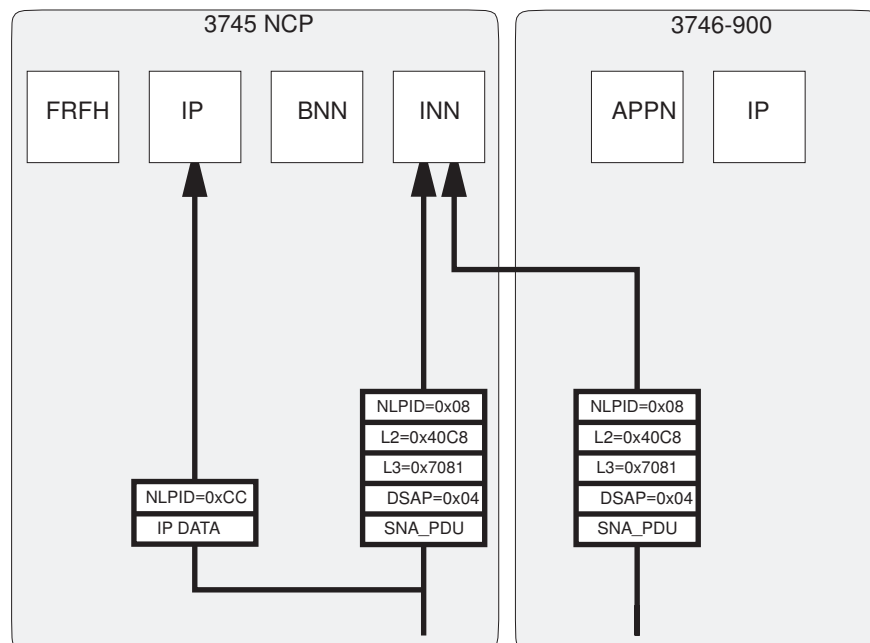 3745 NCP
3746-900
FRFH
IP
BNN
INN
APPN
IP
NLPID=0x08
L2=0x40C8
L3=0x7081
DSAP=0x04
SNA_PDU
NLPID=0xCC
IP DATA
NLPID=0x08
L2=0x40C8
L3=0x7081
DSAP=0x04
SNA_PDU